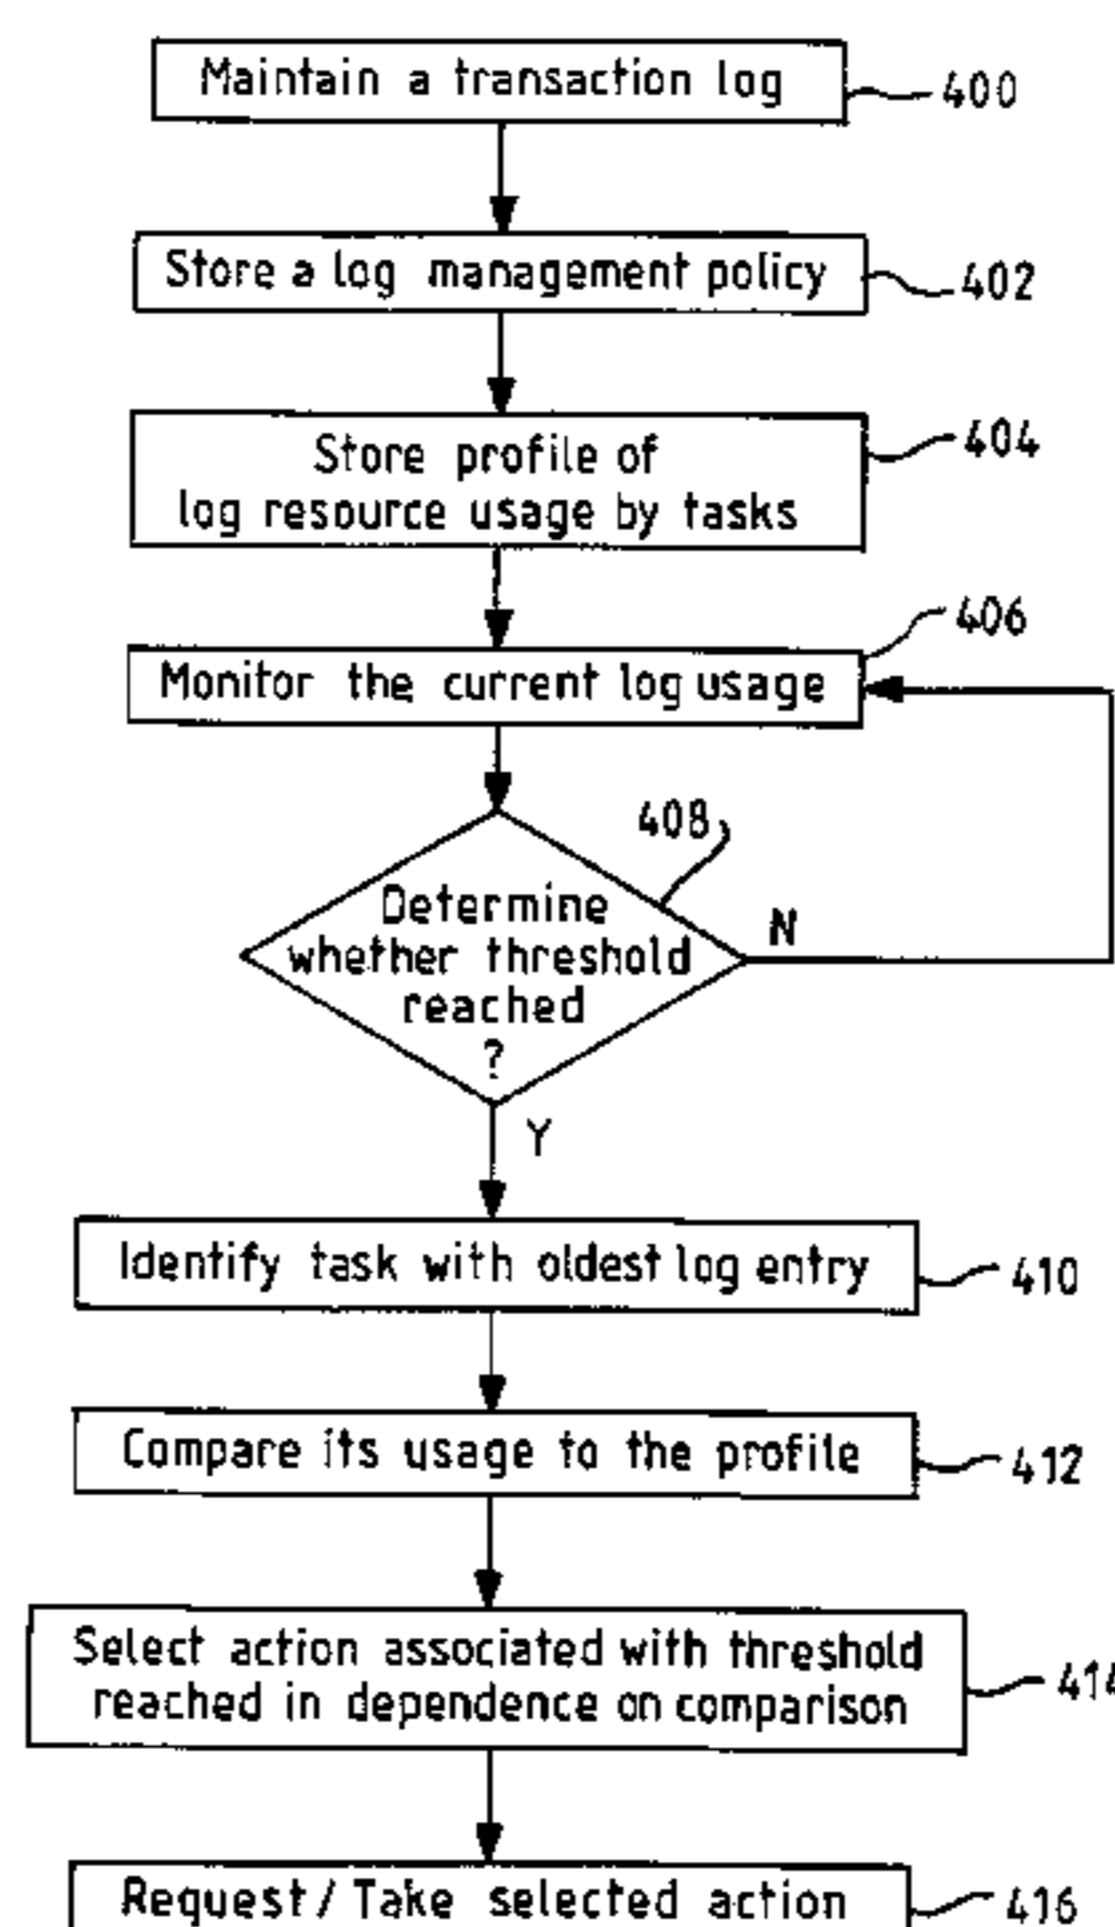 Maintain a transaction log
400
Store a log management policy
402
Store profile of
log resource usage by tasks
404
406
Monitor the current log usage
408
Determine
whether threshold
reached
?
N
Y
Identify task with oldest log entry
410
Compare its usage to the profile
412
Select action associated with threshold
reached in dependence on comparison
414
Request / Take selected action
416